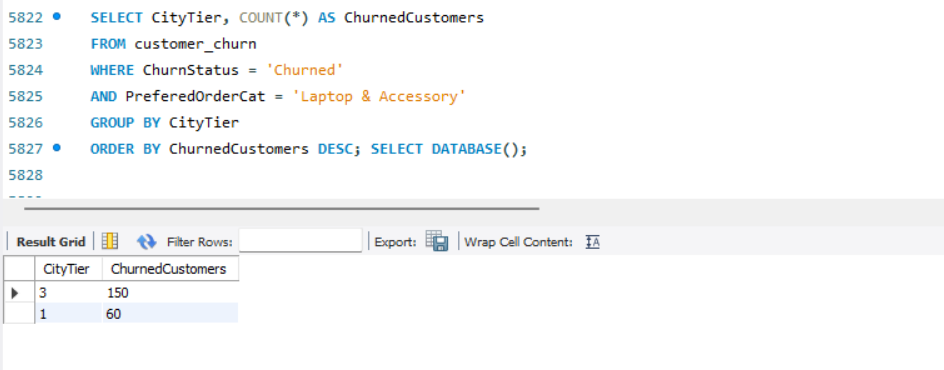 5822 SELECT CityTier, COUNT(*) AS ChurnedCustomers
5823 FROM customer_churn
5824 WHERE ChurnStatus = 'Churned'
5825 AND PreferedOrderCat = 'Laptop & Accessory'
5826 GROUP BY CityTier
5827 ORDER BY ChurnedCustomers DESC; SELECT DATABASE();
5828
Result Grid Filter Rows: Export: Wrap Cell Content: IA
CityTier ChurnedCustomers
3 150
1 60